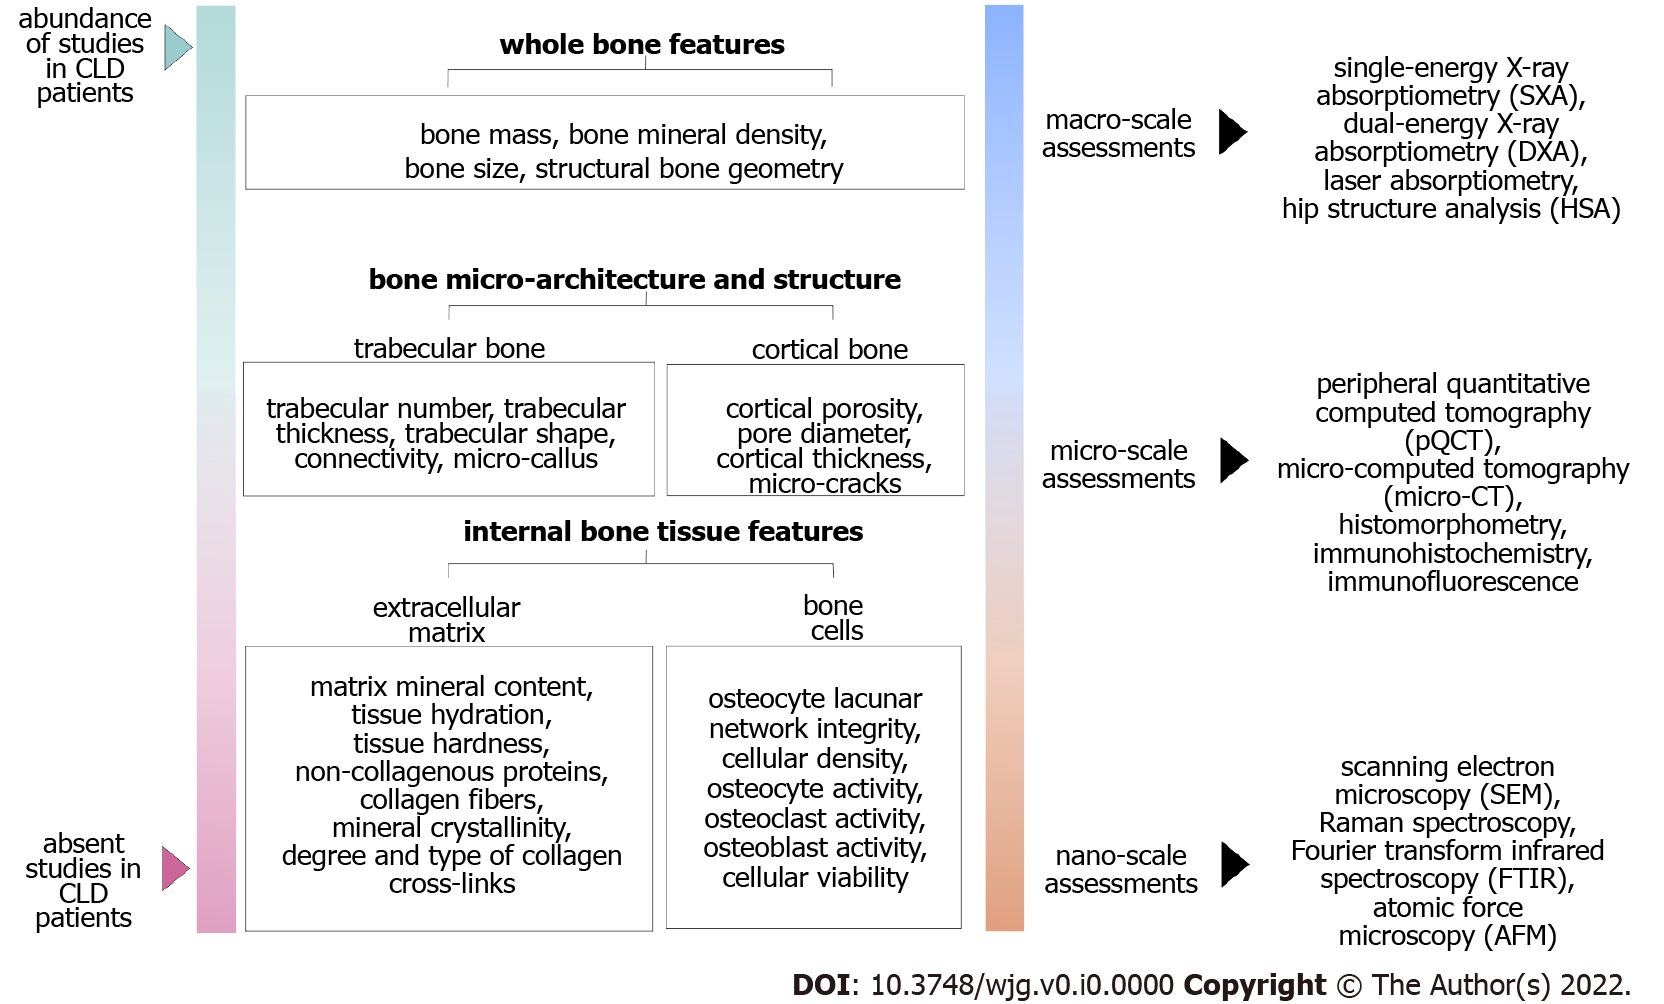 abundance
of studies
in CLD
patients
whole bone features
bone mass, bone mineral density,
bone size, structural bone geometry
macro-scale
assessments
single-energy X-ray
absorptiometry (SXA),
dual-energy X-ray
absorptiometry (DXA),
laser absorptiometry,
hip structure analysis (HSA)
bone micro-architecture and structure
trabecular bone
trabecular number, trabecular
thickness, trabecular shape,
connectivity, micro-callus
cortical bone
cortical porosity,
pore diameter,
cortical thickness,
micro-cracks
micro-scale
assessments
peripheral quantitative
computed tomography
(pQCT),
micro-computed tomography
(micro-CT),
histomorphometry,
immunohistochemistry,
immunofluorescence
internal bone tissue features
extracellular
matrix
matrix mineral content,
tissue hydration,
tissue hardness,
non-collagenous proteins,
collagen fibers,
mineral crystallinity,
degree and type of collagen
cross-links
bone
cells
osteocyte lacunar
network integrity,
cellular density,
osteocyte activity,
osteoclast activity,
osteoblast activity,
cellular viability
absent
studies in
CLD
patients
nano-scale
assessments
scanning electron
microscopy (SEM),
Raman spectroscopy,
Fourier transform infrared
spectroscopy (FTIR),
atomic force
microscopy (AFM)
DOI: 10.3748/wjg.v0.i0.0000 Copyright © The Author(s) 2022.